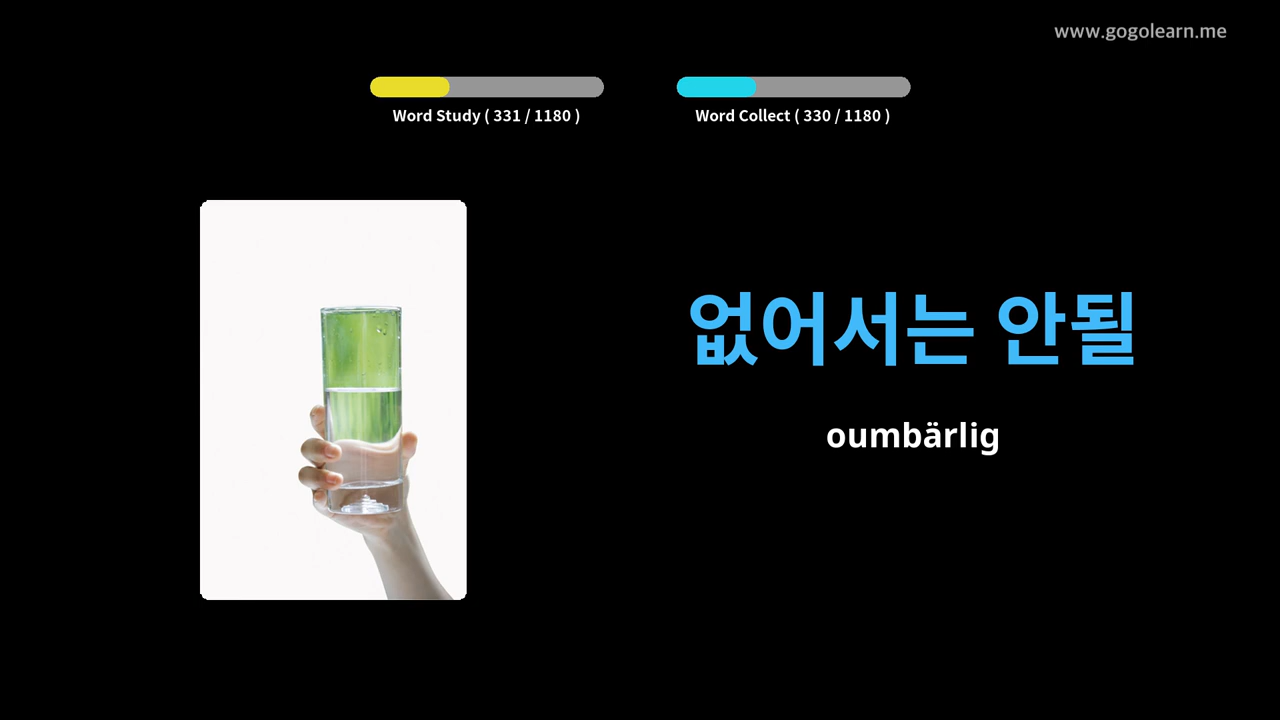 www.gogolearn.me
Word Study ( 331 / 1180 )
Word Collect ( 330 / 1180 )
없어서는 안될
oumbärlig